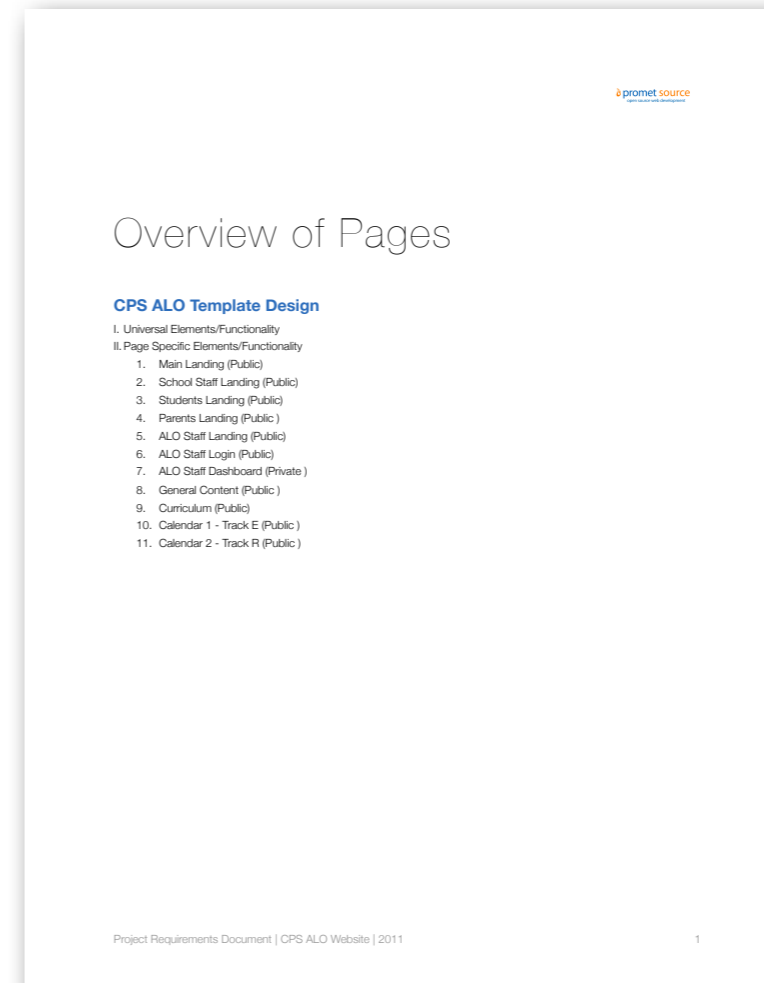 promet source
open source web development
Overview of Pages
CPS ALO Template Design
I. Universal Elements/Functionality
II. Page Specific Elements/Functionality
1. Main Landing (Public)
2. School Staff Landing (Public)
3. Students Landing (Public)
4. Parents Landing (Public )
5. ALO Staff Landing (Public)
6. ALO Staff Login (Public)
7. ALO Staff Dashboard (Private )
8. General Content (Public )
9. Curriculum (Public)
10. Calendar 1 - Track E (Public )
11. Calendar 2 - Track R (Public )
Project Requirements Document | CPS ALO Website | 2011 1